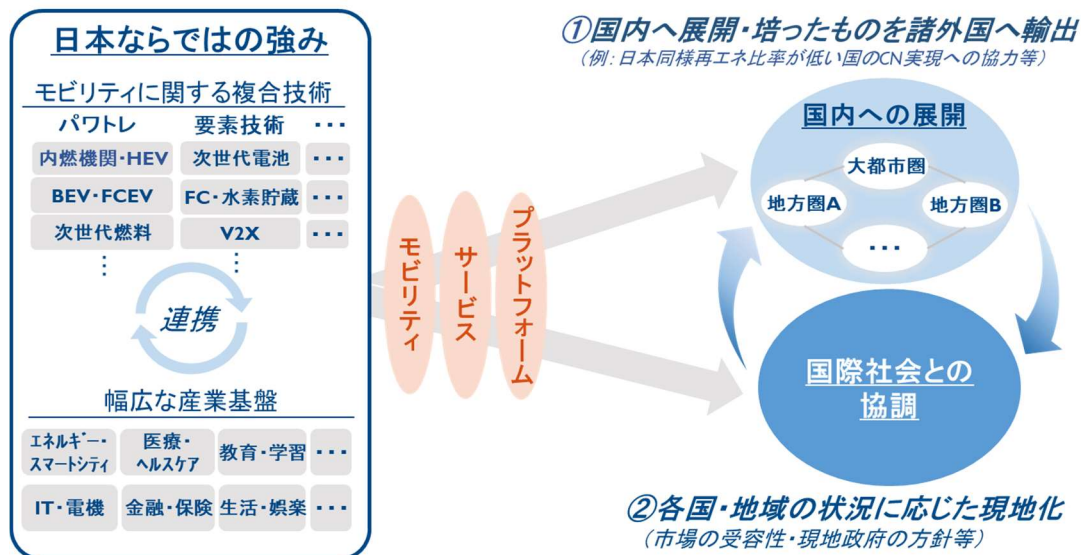 日本ならではの強み
モビリティに関する複合技術
パワトレ 要素技術 ・・・
内燃機関・HEV 次世代電池 ・・・
BEV・FCEV FC・水素貯蔵 ・・・
次世代燃料 V2X ・・・
⋮ ⋮
連携
幅広な産業基盤
エネルギー・
スマートシティ
医療・
ヘルスケア
教育・学習 ・・・
IT・電機 金融・保険 生活・娯楽 ・・・
モビリティ
サービス
プラットフォーム
①国内へ展開・培ったものを諸外国へ輸出
(例:日本同様再エネ比率が低い国のCN実現への協力等)
国内への展開
大都市圏
地方圏A 地方圏B
・・・
国際社会との
協調
②各国・地域の状況に応じた現地化
(市場の受容性・現地政府の方針等)